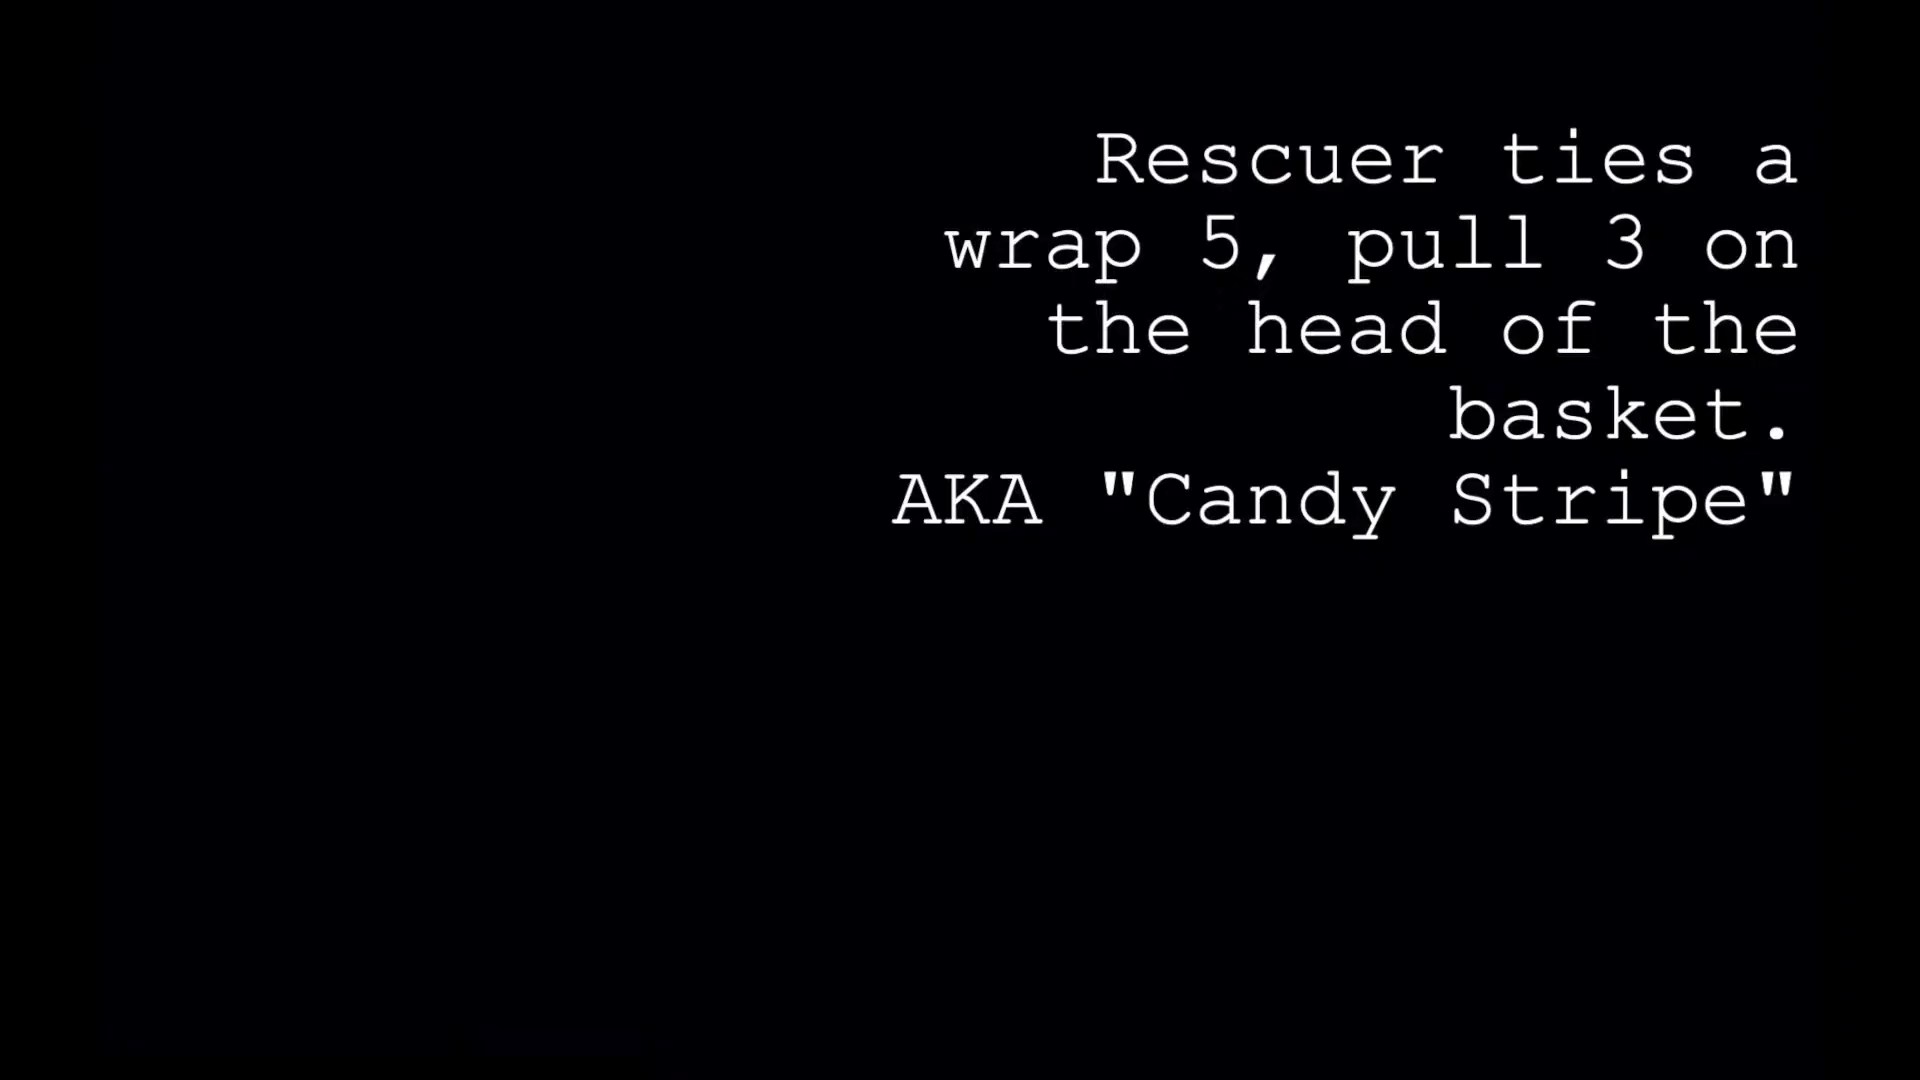 Rescuer ties a
wrap 5, pull 3 on
the head of the
basket.
AKA "Candy Stripe"